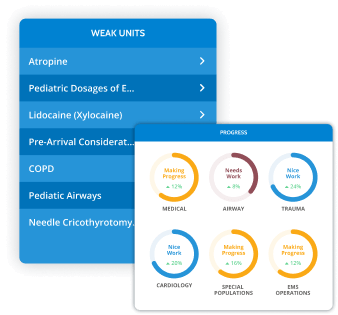 WEAK UNITS
Atropine
Pediatric Dosages of E...
Lidocaine (Xylocaine)
Pre-Arrival Considerat...
COPD
Pediatic Airways
Needle Cricothyrotomy.
PROGRESS
Making
Progress
12%
MEDICAL
Needs
Work
8%
AIRWAY
Nice
Work
24%
TRAUMA
Nice
Work
20%
CARDIOLOGY
Making
Progress
16%
SPECIAL
POPULATIONS
Making
Progress
12%
EMS
OPERATIONS